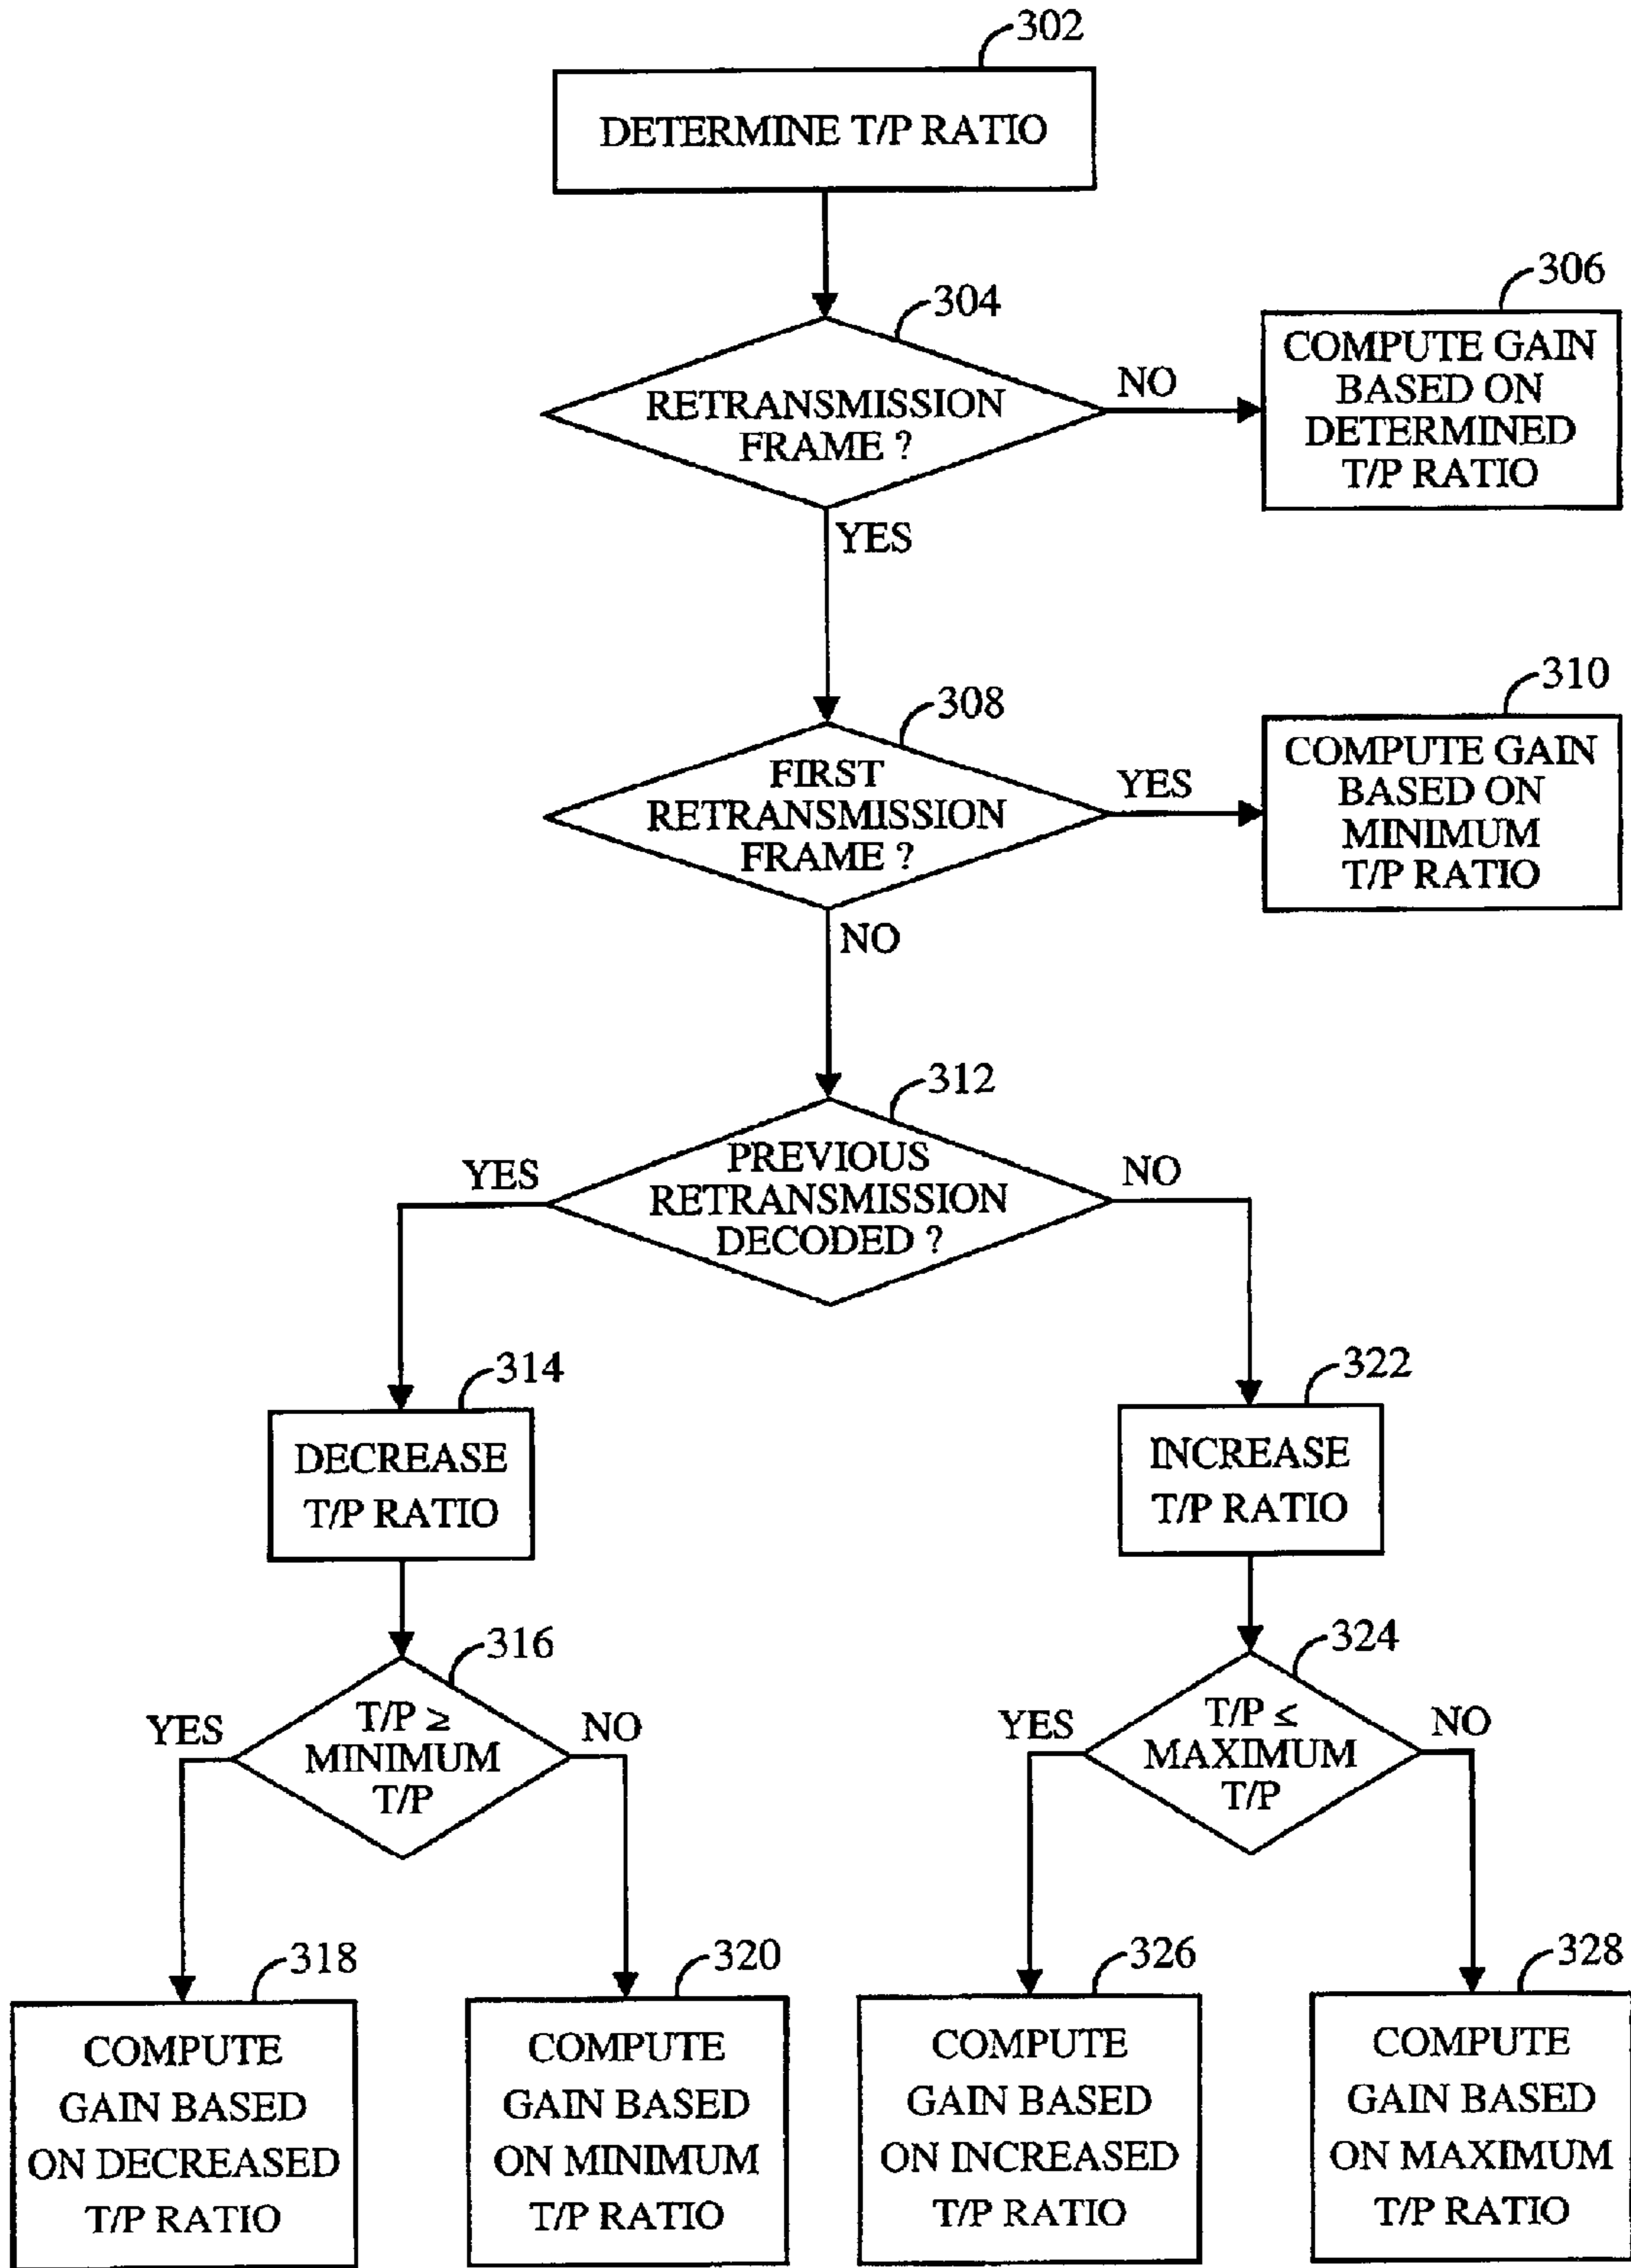 302
DETERMINE T/P RATIO
304
RETRANSMISSION
FRAME ?
NO
306
COMPUTE GAIN
BASED ON
DETERMINED
T/P RATIO
YES
308
FIRST
RETRANSMISSION
FRAME ?
YES
310
COMPUTE GAIN
BASED ON
MINIMUM
T/P RATIO
NO
312
PREVIOUS
RETRANSMISSION
DECODED ?
YES
NO
314
DECREASE
T/P RATIO
322
INCREASE
T/P RATIO
316
T/P ≥
MINIMUM
T/P
YES
NO
324
T/P ≤
MAXIMUM
T/P
YES
NO
318
COMPUTE
GAIN BASED
ON DECREASED
T/P RATIO
320
COMPUTE
GAIN BASED
ON MINIMUM
T/P RATIO
326
COMPUTE
GAIN BASED
ON INCREASED
T/P RATIO
328
COMPUTE
GAIN BASED
ON MAXIMUM
T/P RATIO